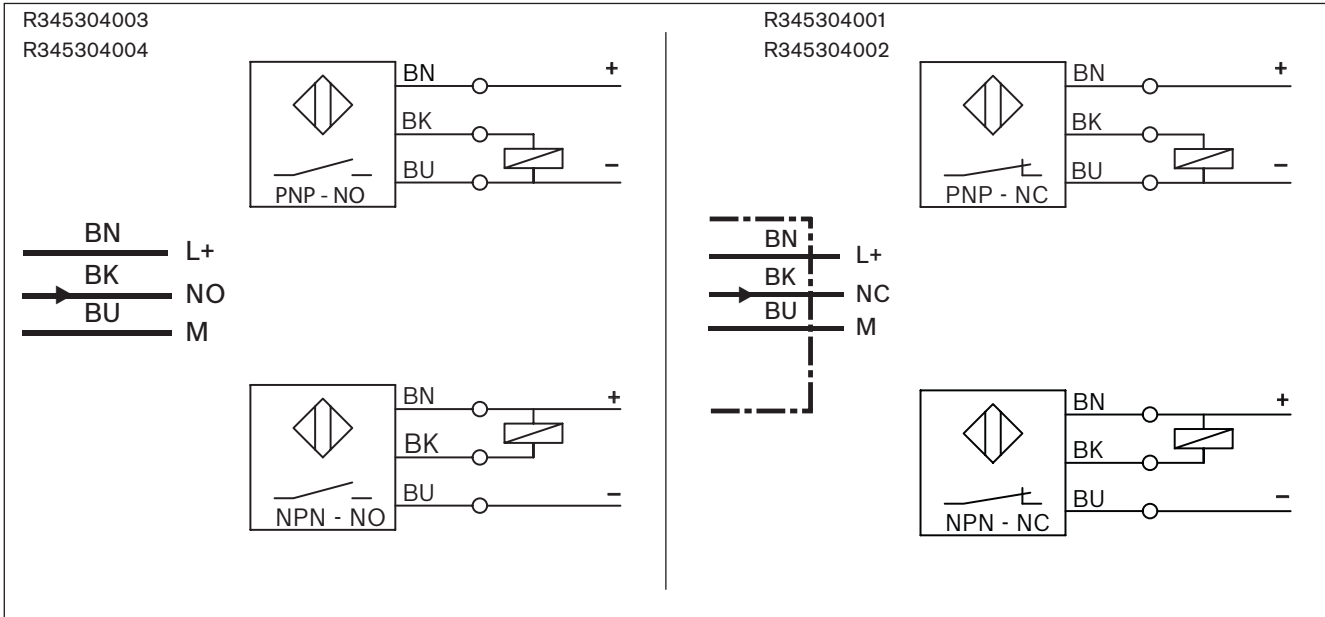 R345304003
R345304004
BN +
BK
BU −
PNP - NO
BN L+
BK NO
BU M
BN +
BK
BU −
NPN - NO
R345304001
R345304002
BN +
BK
BU −
PNP - NC
BN L+
BK NC
BU M
BN +
BK
BU −
NPN - NC